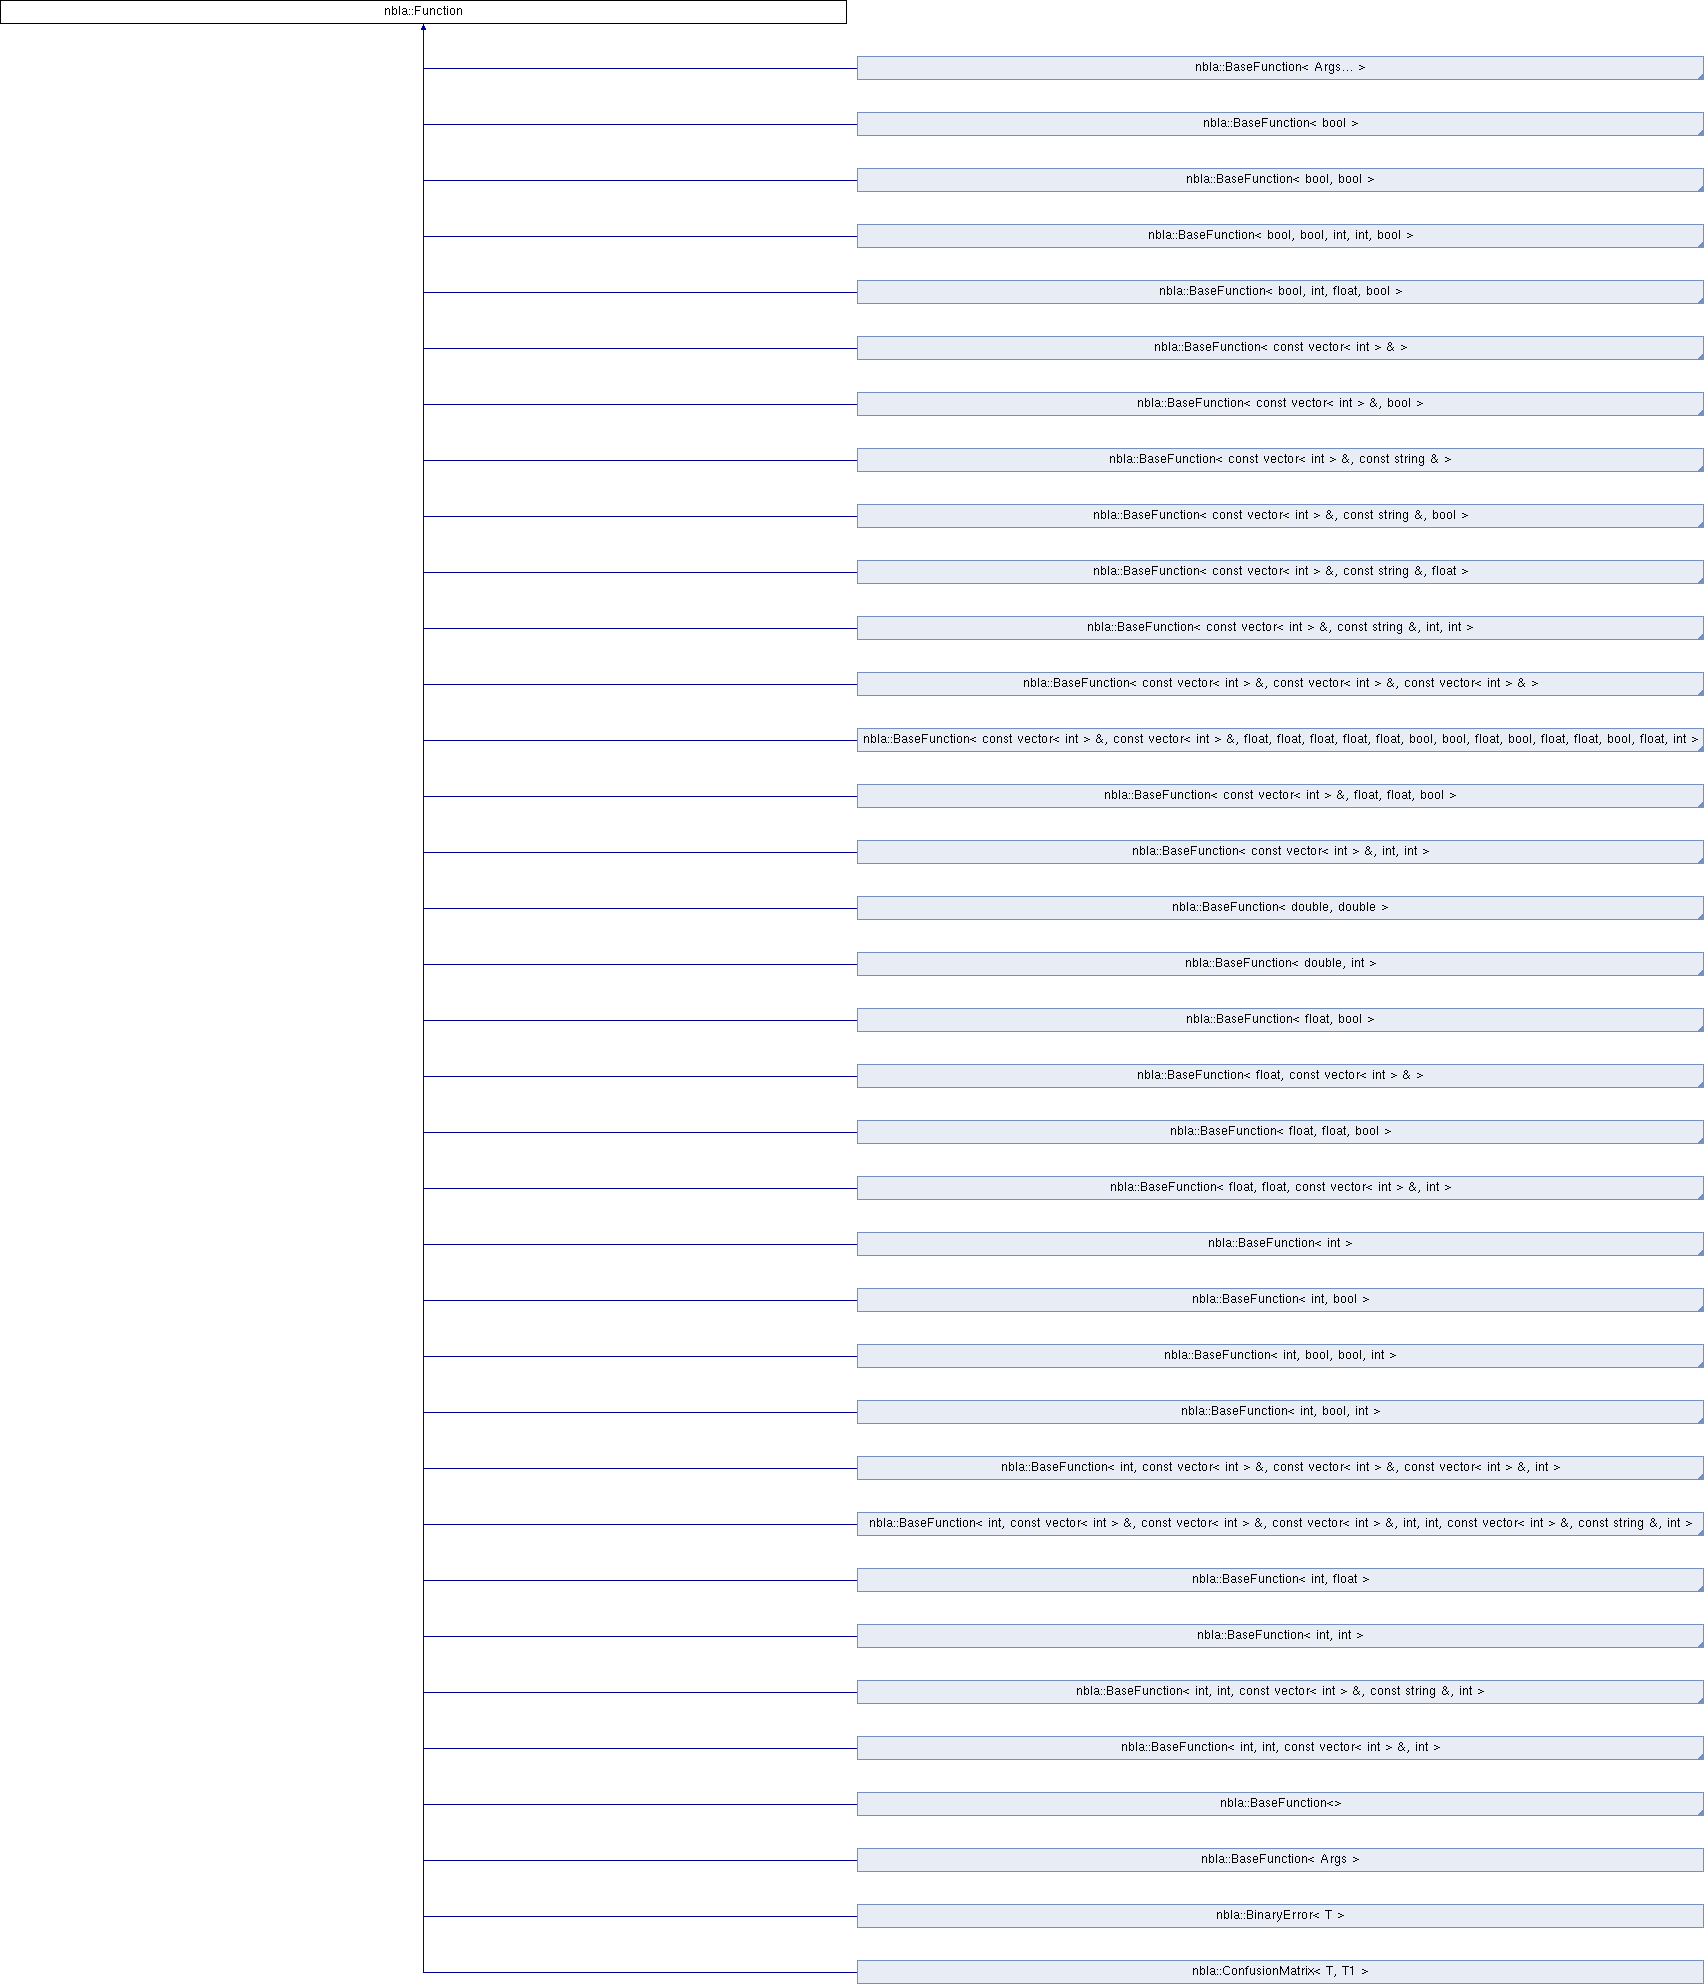 nbla::Function
nbla::BaseFunction< Args... >
nbla::BaseFunction< bool >
nbla::BaseFunction< bool, bool >
nbla::BaseFunction< bool, bool, int, int, bool >
nbla::BaseFunction< bool, int, float, bool >
nbla::BaseFunction< const vector< int > & >
nbla::BaseFunction< const vector< int > &, bool >
nbla::BaseFunction< const vector< int > &, const string & >
nbla::BaseFunction< const vector< int > &, const string &, bool >
nbla::BaseFunction< const vector< int > &, const string &, float >
nbla::BaseFunction< const vector< int > &, const string &, int, int >
nbla::BaseFunction< const vector< int > &, const vector< int > &, const vector< int > & >
nbla::BaseFunction< const vector< int > &, const vector< int > &, float, float, float, float, float, bool, bool, float, bool, float, float, bool, float, int >
nbla::BaseFunction< const vector< int > &, float, float, bool >
nbla::BaseFunction< const vector< int > &, int, int >
nbla::BaseFunction< double, double >
nbla::BaseFunction< double, int >
nbla::BaseFunction< float, bool >
nbla::BaseFunction< float, const vector< int > & >
nbla::BaseFunction< float, float, bool >
nbla::BaseFunction< float, float, const vector< int > &, int >
nbla::BaseFunction< int >
nbla::BaseFunction< int, bool >
nbla::BaseFunction< int, bool, bool, int >
nbla::BaseFunction< int, bool, int >
nbla::BaseFunction< int, const vector< int > &, const vector< int > &, const vector< int > &, int >
nbla::BaseFunction< int, const vector< int > &, const vector< int > &, const vector< int > &, int, int, const vector< int > &, const string &, int >
nbla::BaseFunction< int, float >
nbla::BaseFunction< int, int >
nbla::BaseFunction< int, int, const vector< int > &, const string &, int >
nbla::BaseFunction< int, int, const vector< int > &, int >
nbla::BaseFunction<>
nbla::BaseFunction< Args >
nbla::BinaryError< T >
nbla::ConfusionMatrix< T, T1 >